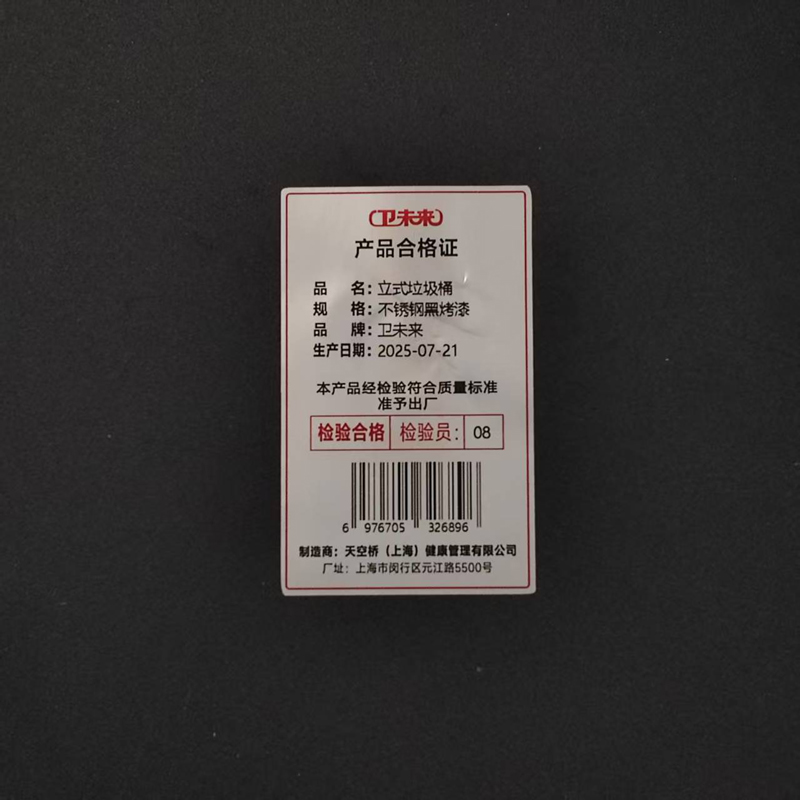 卫未来
产品合格证
品 名：立式垃圾桶
规 格：不锈钢黑烤漆
品 牌：卫未来
生产日期：2025-07-21
本产品经检验符合质量标准
准予出厂
检验合格 检验员： 08
6 976705 326896
制造商：天空桥（上海）健康管理有限公司
厂址：上海市闵行区元江路5500号